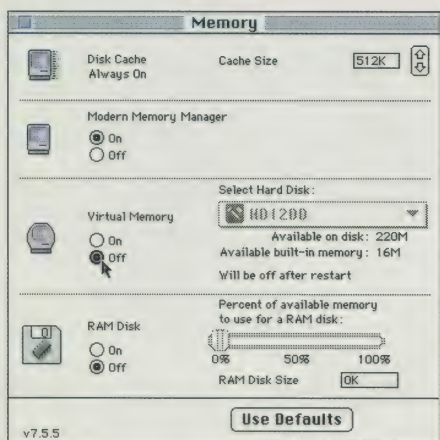 Memory
Disk Cache
Always On
Cache Size
512K
Modern Memory Manager
On
Off
Select Hard Disk:
HD1200
Virtual Memory
On
Off
Available on disk: 220M
Available built-in memory: 16M
Will be off after restart
Percent of available memory
to use for a RAM disk:
RAM Disk
On
Off
0% 50% 100%
RAM Disk Size
0K
Use Defaults
v7.5.5